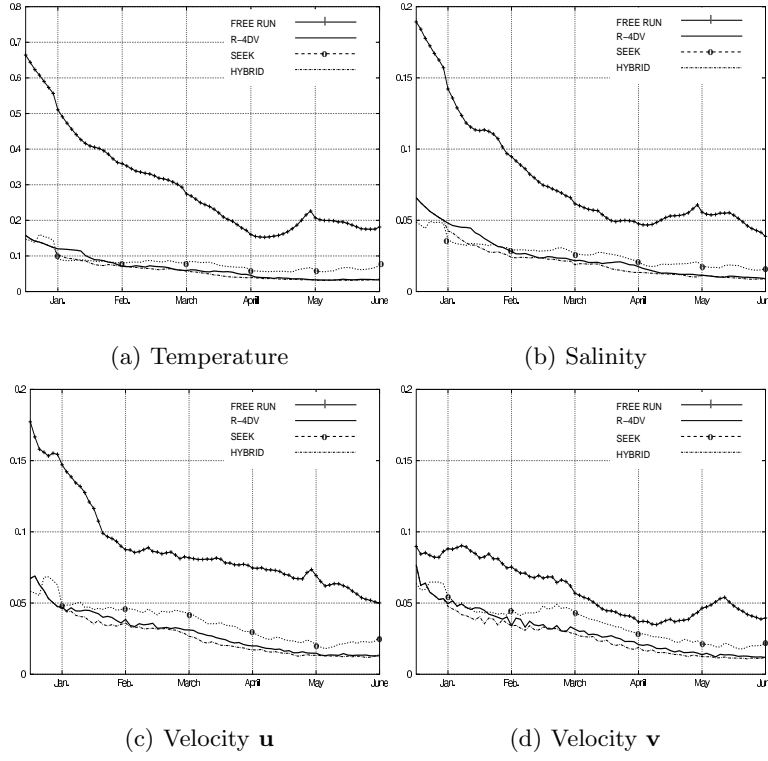 0.8
0.7
0.6
0.5
0.4
0.3
0.2
0.1
0
FREE RUN
R-4DV
SEEK
HYBRID
Jan. Feb. March April May June
(a) Temperature
0.2
0.15
0.1
0.05
0
FREE RUN
R-4DV
SEEK
HYBRID
Jan. Feb. March April May Jun
(b) Salinity
0.2
0.15
0.1
0.05
0
FREE RUN
R-4DV
SEEK
HYBRID
Jan. Feb. March April May June
(c) Velocity u
0.2
0.15
0.1
0.05
0
FREE RUN
R-4DV
SEEK
HYBRID
Jan. Feb. March April May Jun
(d) Velocity v